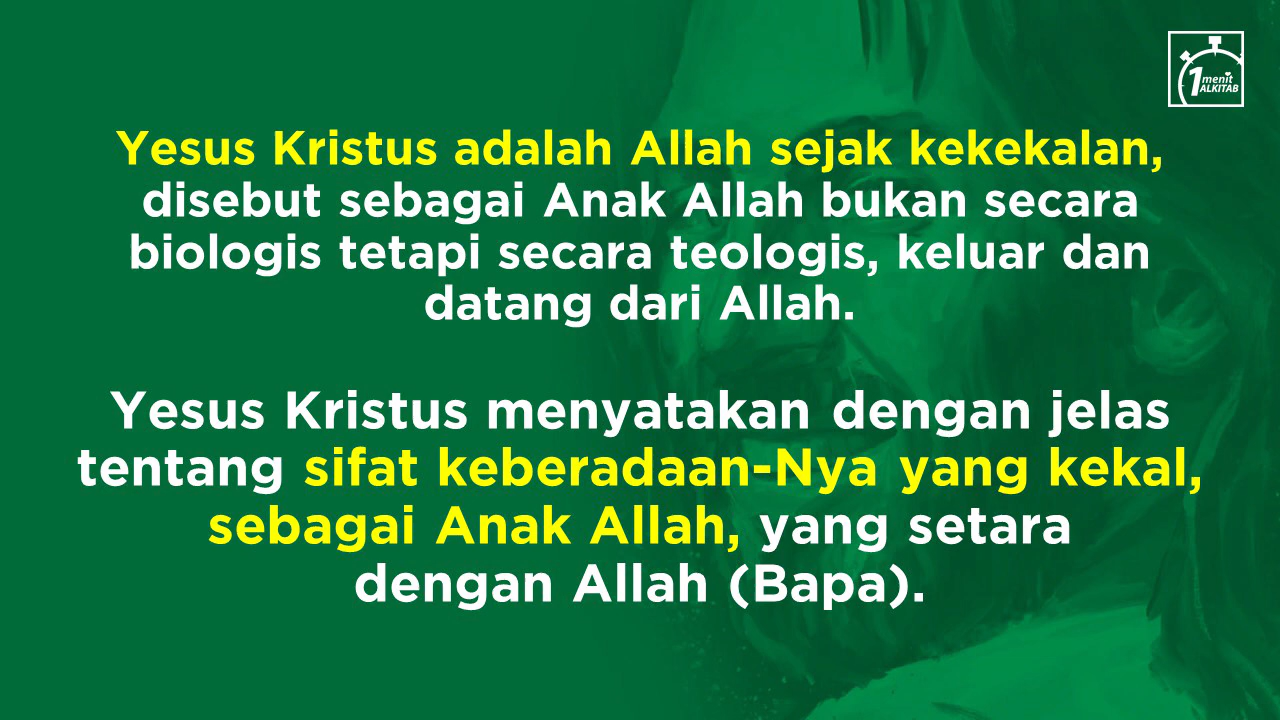 1 menit
ALKITAB
Yesus Kristus adalah Allah sejak kekekalan,
disebut sebagai Anak Allah bukan secara
biologis tetapi secara teologis, keluar dan
datang dari Allah.
Yesus Kristus menyatakan dengan jelas
tentang sifat keberadaan-Nya yang kekal,
sebagai Anak Allah, yang setara
dengan Allah (Bapa).